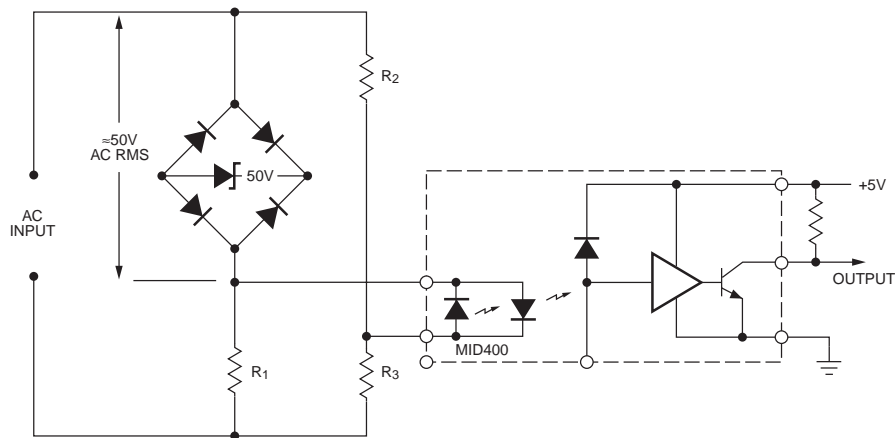 R2
≈50V
AC RMS
50V
AC
INPUT
+5V
OUTPUT
MID400
R1
R3